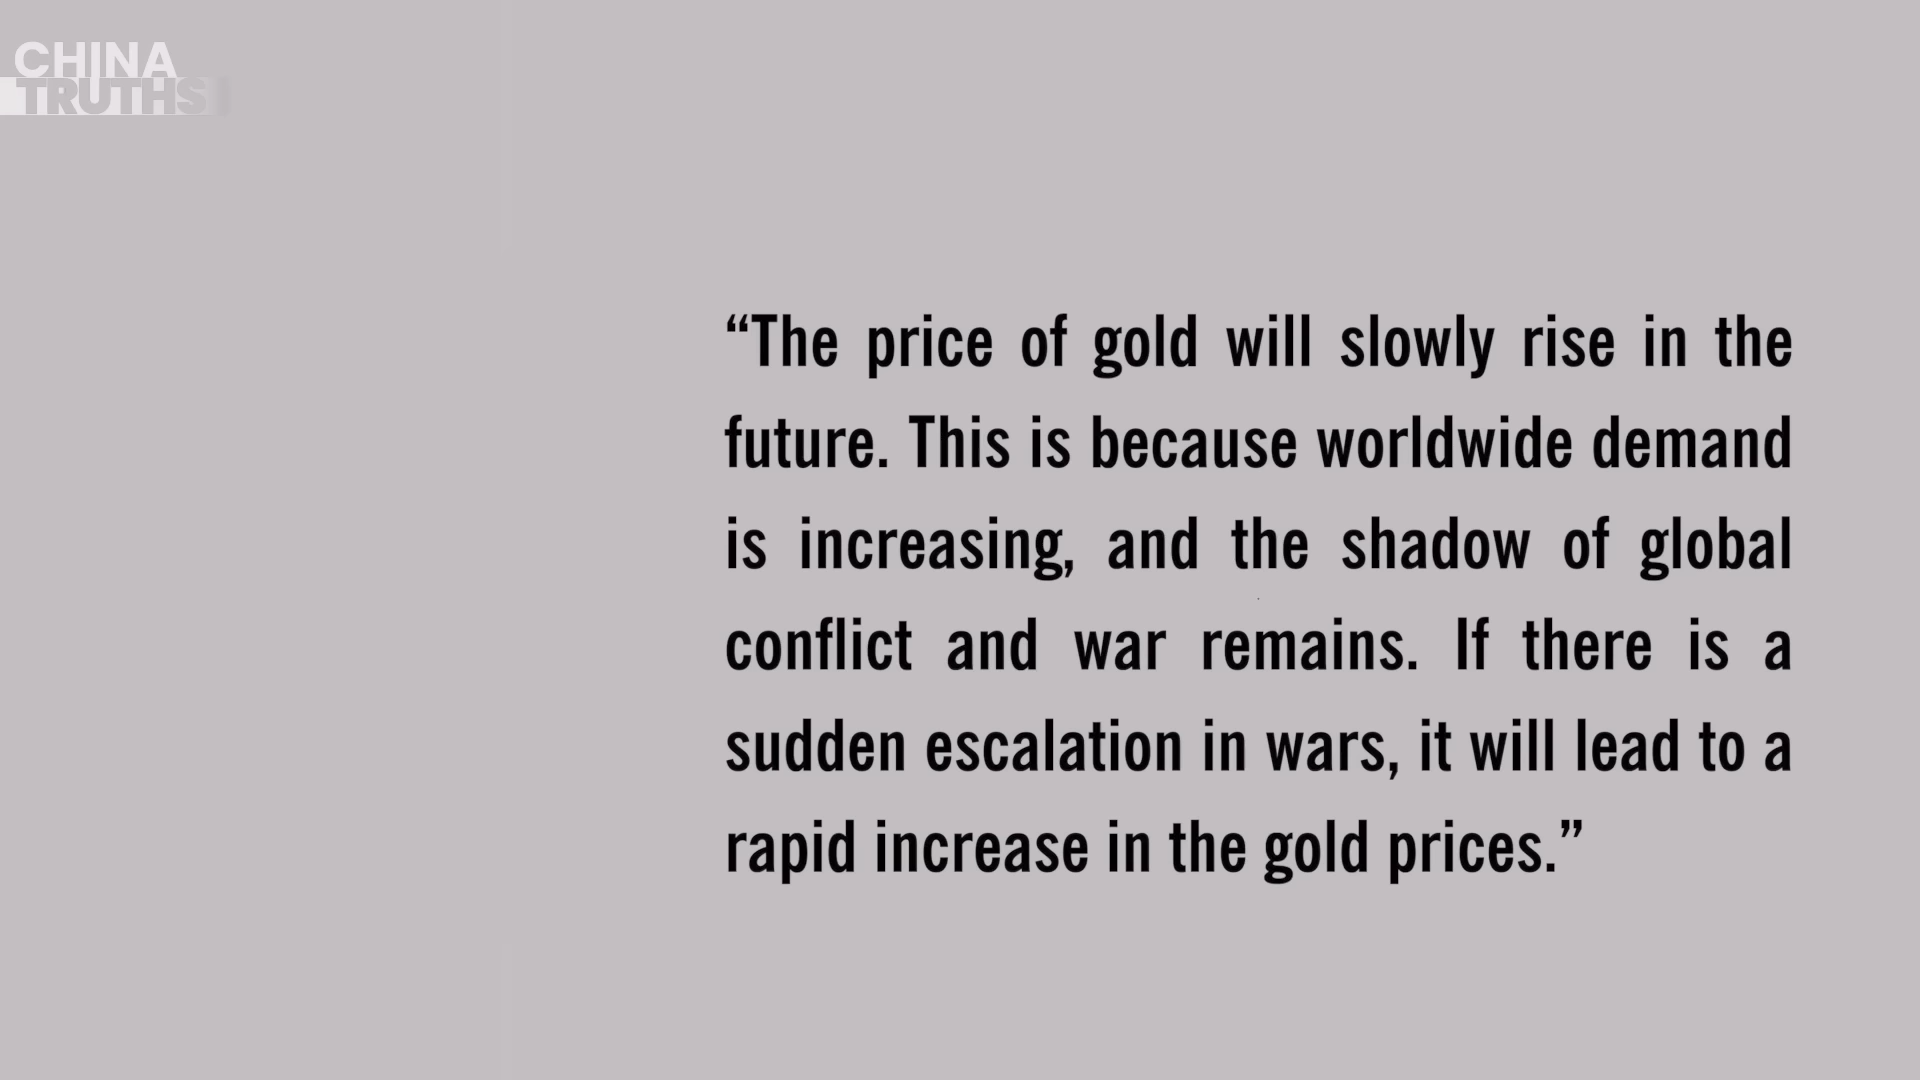 CHINA
TRUTHS
“The price of gold will slowly rise in the
future. This is because worldwide demand
is increasing, and the shadow of global
conflict and war remains. If there is a
sudden escalation in wars, it will lead to a
rapid increase in the gold prices.”